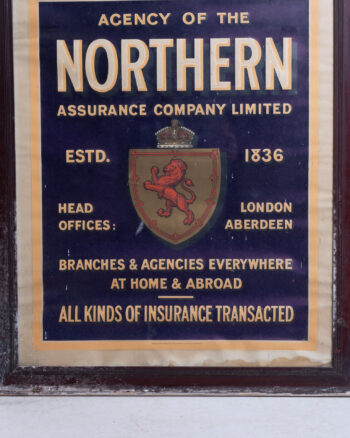 AGENCY OF THE
NORTHERN
ASSURANCE COMPANY LIMITED
ESTD. 1836
HEAD OFFICES:
LONDON
ABERDEEN
BRANCHES & AGENCIES EVERYWHERE
AT HOME & ABROAD
ALL KINDS OF INSURANCE TRANSACTED